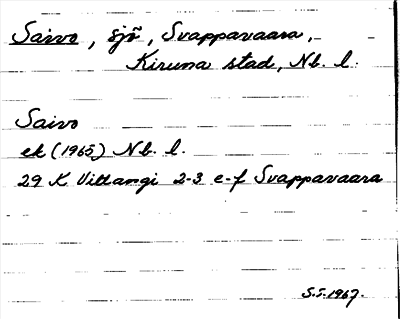 Saivo, sjö, Svappavaara,
Kiruna stad, Nb. l.
Saivo
ek (1965) Nb. l.
29 K Vittangi 2-3 e-f Svappavaara
S.S. 1967.